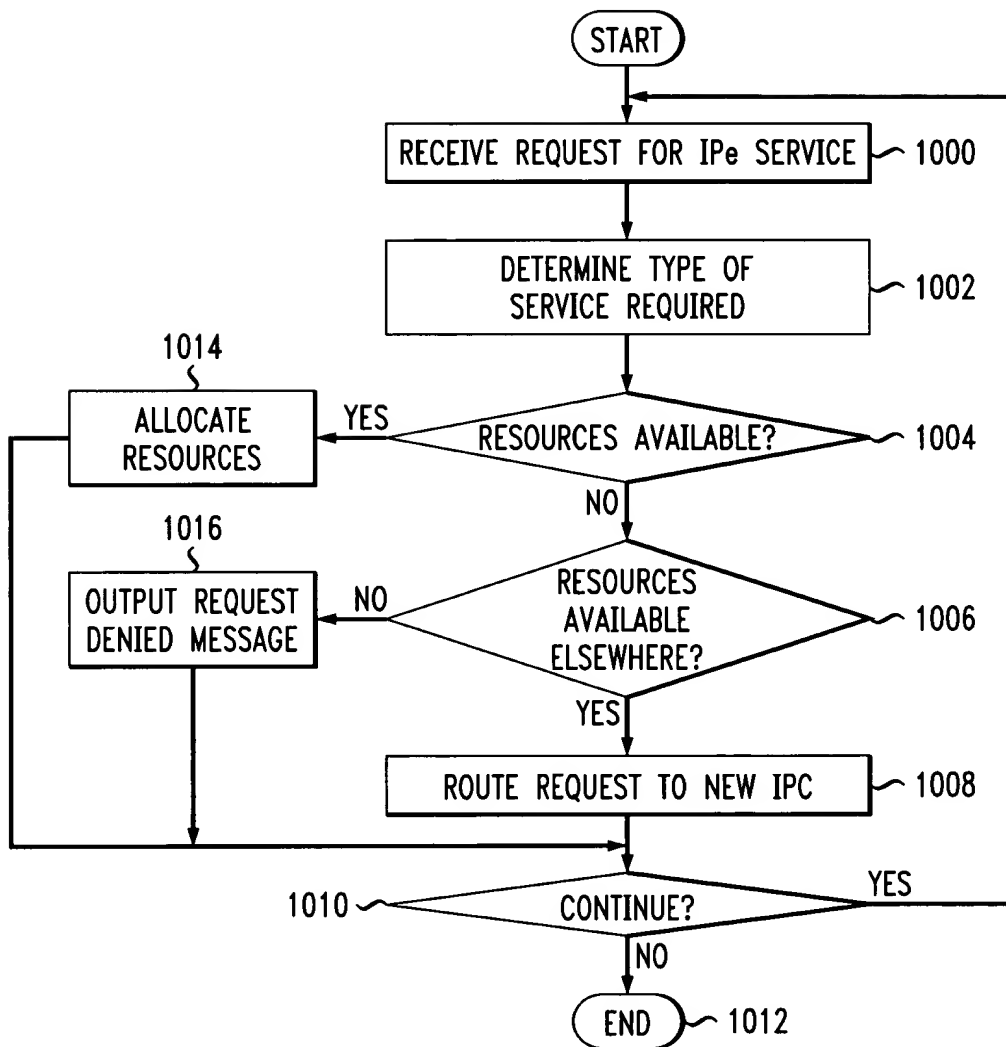 START
RECEIVE REQUEST FOR IPe SERVICE
1000
DETERMINE TYPE OF
SERVICE REQUIRED
1002
1014
ALLOCATE
RESOURCES
YES
RESOURCES AVAILABLE?
1004
NO
1016
OUTPUT REQUEST
DENIED MESSAGE
NO
RESOURCES
AVAILABLE
ELSEWHERE?
1006
YES
ROUTE REQUEST TO NEW IPC
1008
1010
CONTINUE?
YES
NO
END
1012